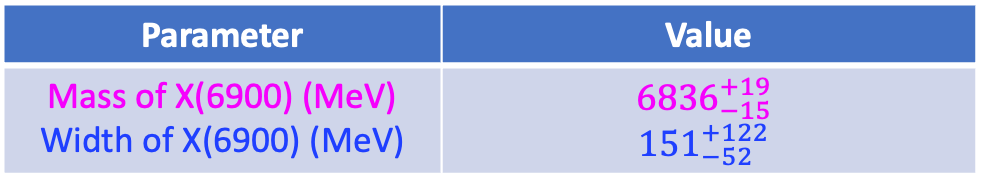 Parameter Value
Mass of X(6900) (MeV) 6836+19 −15
Width of X(6900) (MeV) 151+122 −52